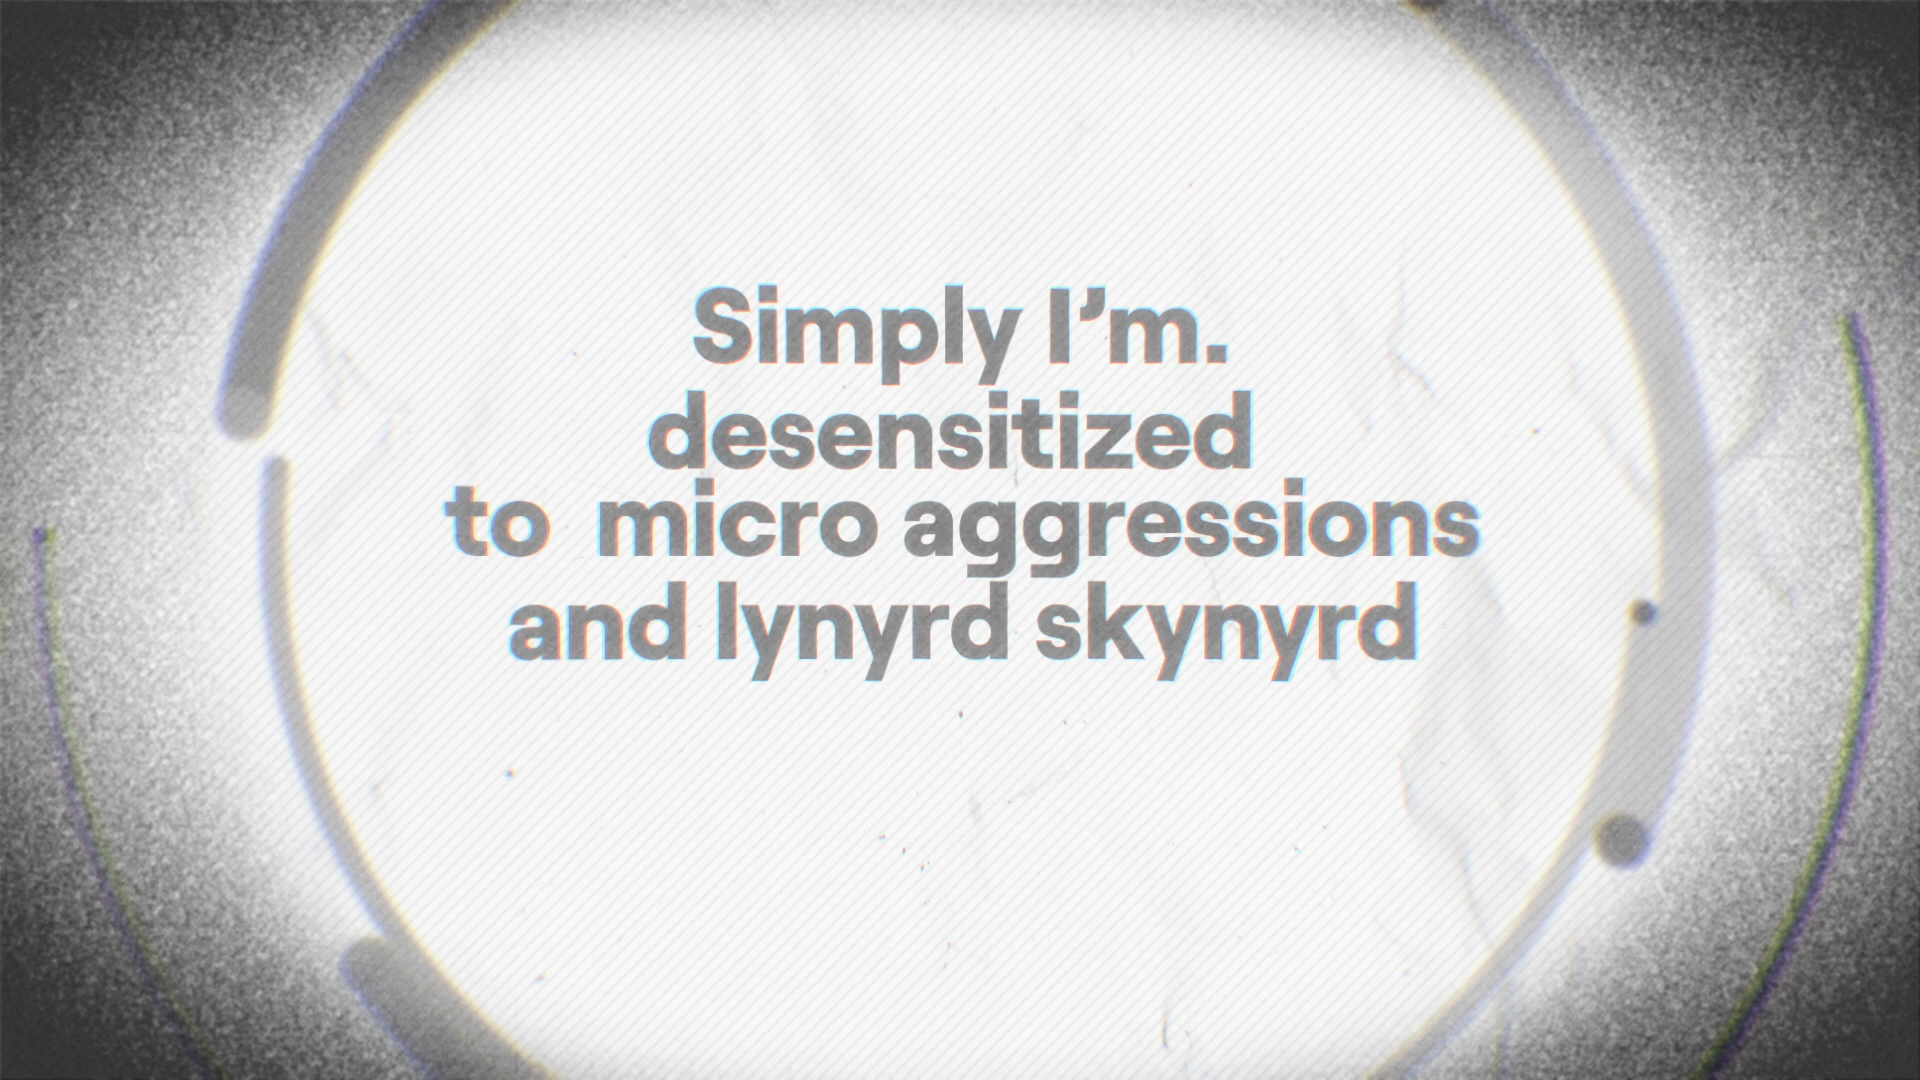 Simply I’m.
desensitized
to micro aggressions
and lynyrd skynyrd